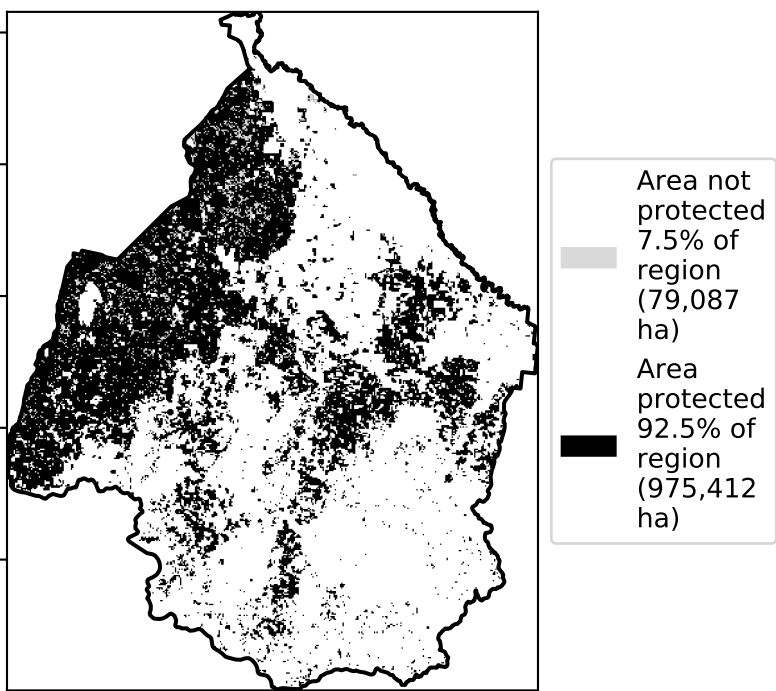 Area not
protected
7.5% of
region
(79,087
ha)
Area
protected
92.5% of
region
(975,412
ha)